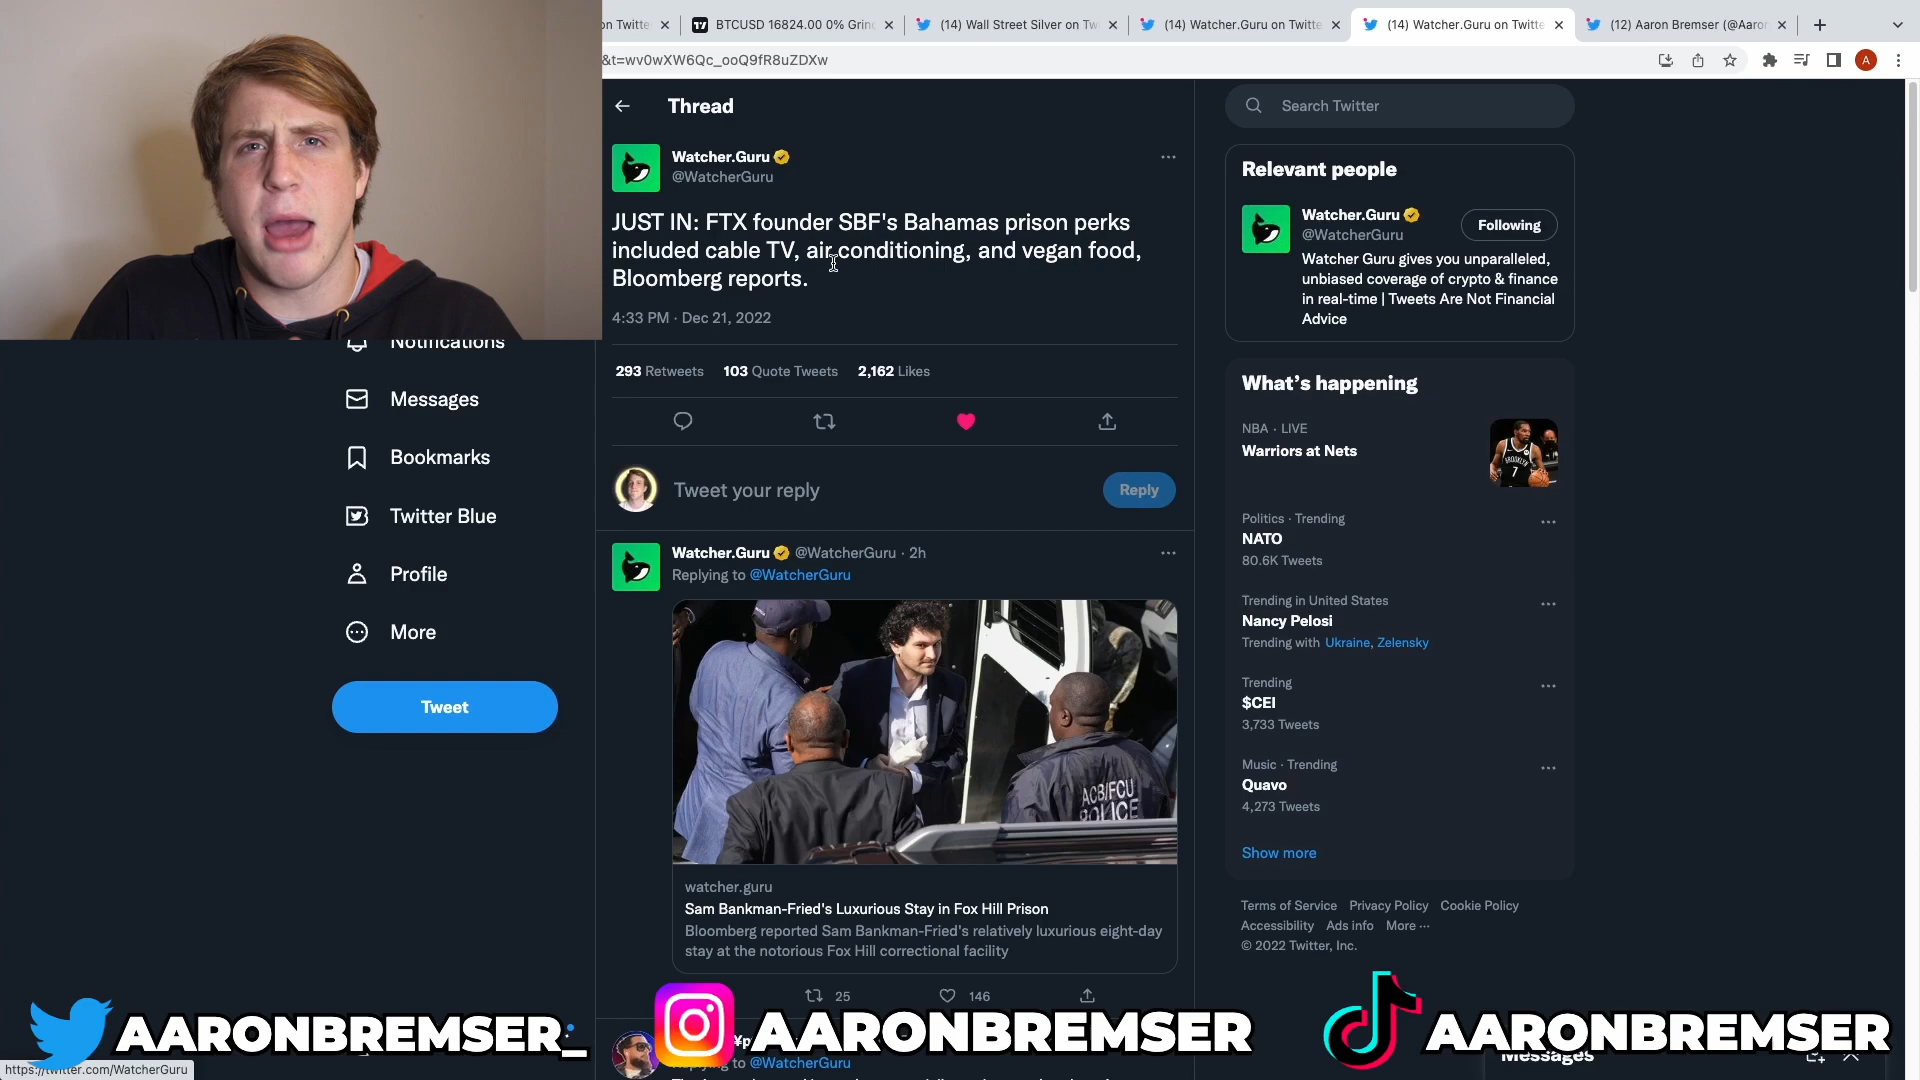 on Twitte
BTCUSD 16824.00 0% Grin
(14) Wall Street Silver on Tw
(14) Watcher.Guru on Twitte
(14) Watcher.Guru on Twitte
(12) Aaron Bremser (@Aaro
&t=wv0wXW6Qc_ooQ9fR8uZDXw
A
Thread
Watcher.Guru
@WatcherGuru
JUST IN: FTX founder SBF's Bahamas prison perks
included cable TV, air conditioning, and vegan food,
Bloomberg reports.
4:33 PM · Dec 21, 2022
293 Retweets 103 Quote Tweets 2,162 Likes
Tweet your reply
Reply
Watcher.Guru @WatcherGuru · 2h
Replying to @WatcherGuru
ACB/FCU
POLICE
watcher.guru
Sam Bankman-Fried's Luxurious Stay in Fox Hill Prison
Bloomberg reported Sam Bankman-Fried's relatively luxurious eight-day
stay at the notorious Fox Hill correctional facility
25 146
@WatcherGuru
Notifications
Messages
Bookmarks
Twitter Blue
Profile
More
Tweet
Search Twitter
Relevant people
Watcher.Guru
@WatcherGuru
Following
Watcher Guru gives you unparalleled,
unbiased coverage of crypto & finance
in real-time | Tweets Are Not Financial
Advice
What's happening
NBA · LIVE
Warriors at Nets
BROOKLYN
7
Politics · Trending
NATO
80.6K Tweets
Trending in United States
Nancy Pelosi
Trending with Ukraine, Zelensky
Trending
$CEI
3,733 Tweets
Music · Trending
Quavo
4,273 Tweets
Show more
Terms of Service Privacy Policy Cookie Policy
Accessibility Ads info More ···
© 2022 Twitter, Inc.
Messages
AARONBREMSER_
AARONBREMSER
AARONBREMSER
https://twitter.com/WatcherGuru